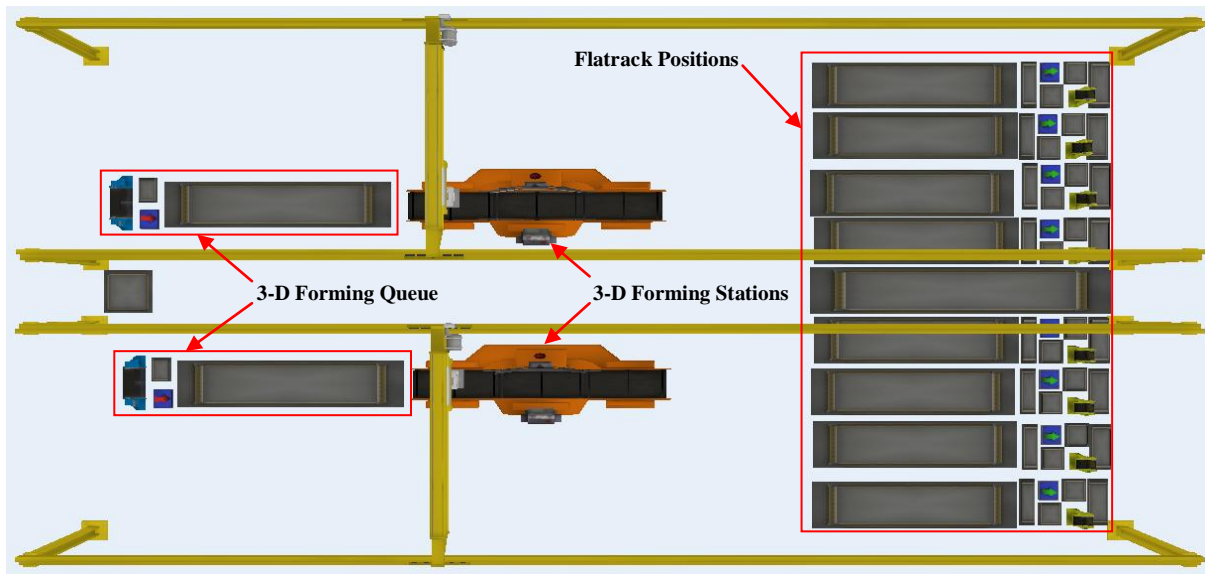 Flatrack Positions
3-D Forming Queue
3-D Forming Stations